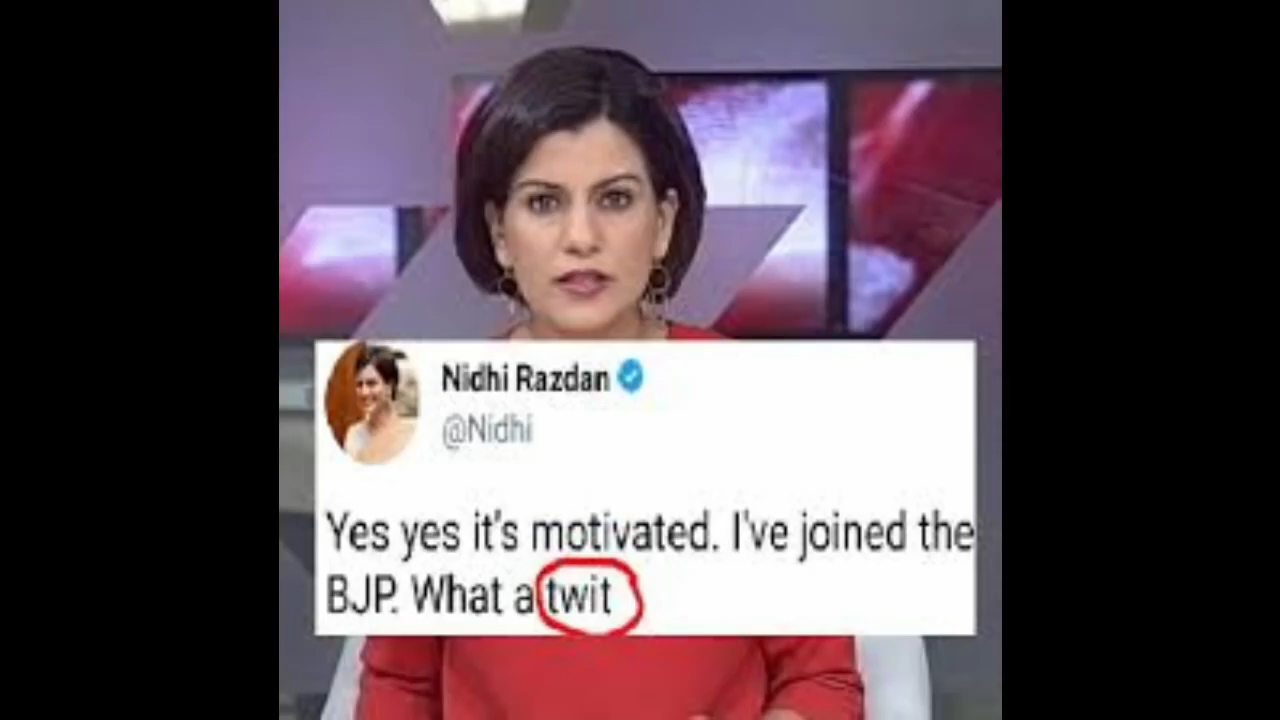 Nidhi Razdan
@Nidhi
Yes yes it's motivated. I've joined the
BJP. What a twit